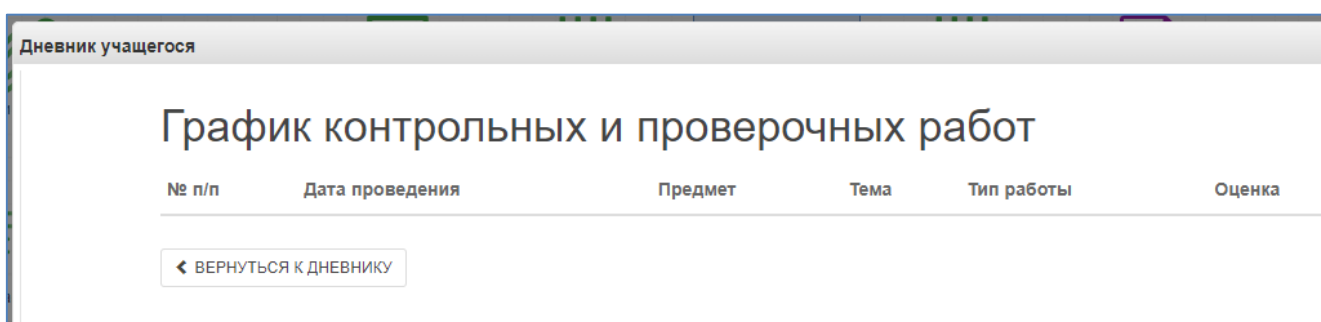 Дневник учащегося
График контрольных и проверочных работ
№ п/п Дата проведения Предмет Тема Тип работы Оценка
ВЕРНУТЬСЯ К ДНЕВНИКУ